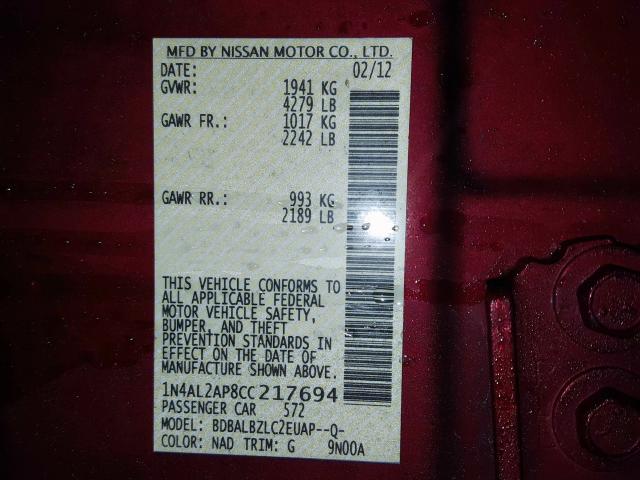 MFD BY NISSAN MOTOR CO., LTD.
DATE: 02/12
GVWR: 1941 KG
4279 LB
GAWR FR.: 1017 KG
2242 LB
GAWR RR.: 993 KG
2189 LB
THIS VEHICLE CONFORMS TO
ALL APPLICABLE FEDERAL
MOTOR VEHICLE SAFETY,
BUMPER, AND THEFT
PREVENTION STANDARDS IN
EFFECT ON THE DATE OF
MANUFACTURE SHOWN ABOVE.
1N4AL2AP8CC217694
PASSENGER CAR 572
MODEL: BDBALBZLC2EUAP--Q-
COLOR: NAD TRIM: G 9N00A